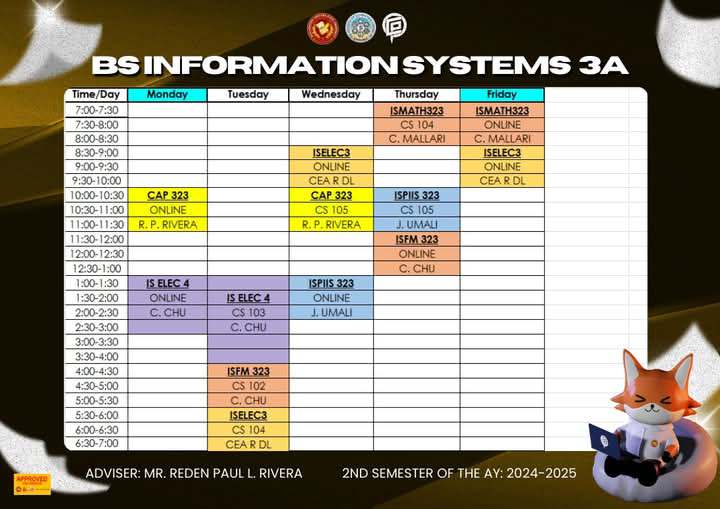 BS INFORMATION SYSTEMS 3A
Time/Day Monday Tuesday Wednesday Thursday Friday
7:00-7:30 ISMATH323 ISMATH323
7:30-8:00 CS 104 ONLINE
8:00-8:30 C. MALLARI C. MALLARI
8:30-9:00 ISELEC3 ISELEC3
9:00-9:30 ONLINE ONLINE
9:30-10:00 CEA R DL CEA R DL
10:00-10:30 CAP 323 CAP 323 ISPIIS 323
10:30-11:00 ONLINE CS 105 CS 105
11:00-11:30 R. P. RIVERA R. P. RIVERA J. UMALI
11:30-12:00 ISFM 323
12:00-12:30 ONLINE
12:30-1:00 C. CHU
1:00-1:30 IS ELEC 4 ISPIIS 323
1:30-2:00 ONLINE IS ELEC 4 ONLINE
2:00-2:30 C. CHU CS 103 J. UMALI
2:30-3:00 C. CHU
3:00-3:30
3:30-4:00
4:00-4:30 ISFM 323
4:30-5:00 CS 102
5:00-5:30 C. CHU
5:30-6:00 ISELEC3
6:00-6:30 CS 104
6:30-7:00 CEA R DL
ADVISER: MR. REDEN PAUL L. RIVERA 2ND SEMESTER OF THE AY: 2024-2025
APPROVED